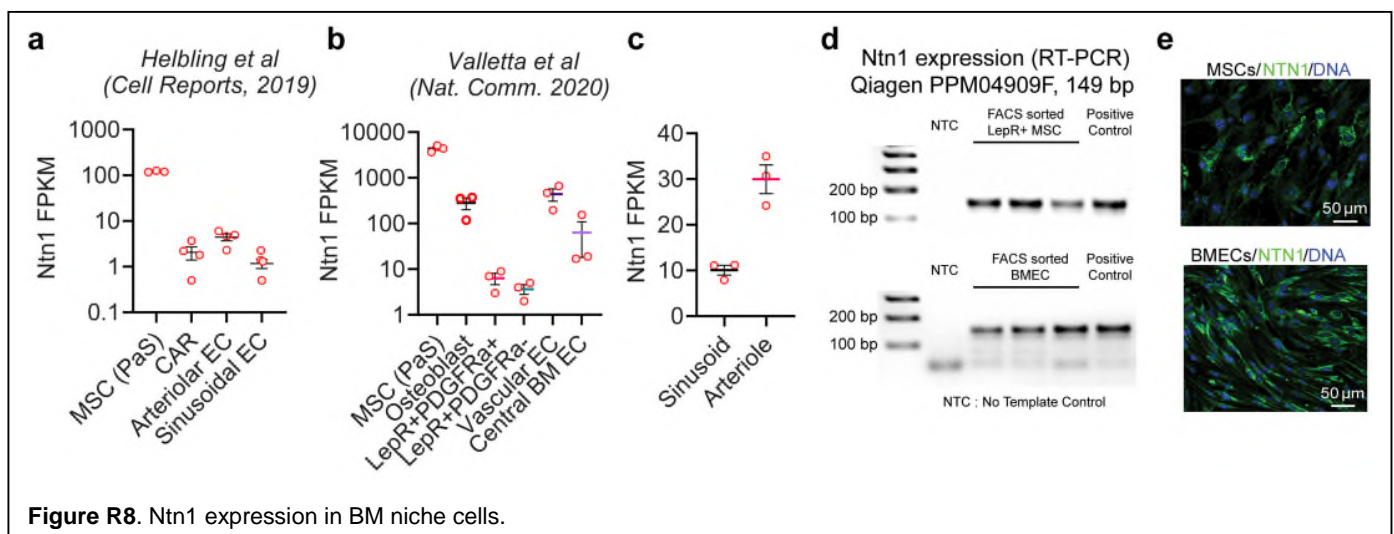 a
Helbling et al
(Cell Reports, 2019)
Ntn1 FPKM
1000
100
10
1
0.1
MSC (PaS)
CAR
Arteriolar EC
Sinusoidal EC
b
Valletta et al
(Nat. Comm. 2020)
Ntn1 FPKM
10000
1000
100
10
1
MSC (PaS)
Osteoblast
LepR+PDGFRa+
LepR+PDGFRa-
Vascular EC
Central BM EC
c
Ntn1 FPKM
40
30
20
10
0
Sinusoid
Arteriole
d
Ntn1 expression (RT-PCR)
Qiagen PPM04909F, 149 bp
NTC
FACS sorted
LepR+ MSC
Positive
Control
200 bp
100 bp
NTC
FACS sorted
BMEC
Positive
Control
200 bp
100 bp
NTC ; No Template Control
e
MSCs/NTN1/DNA
50 µm
BMECs/NTN1/DNA
50 µm
Figure R8. Ntn1 expression in BM niche cells.